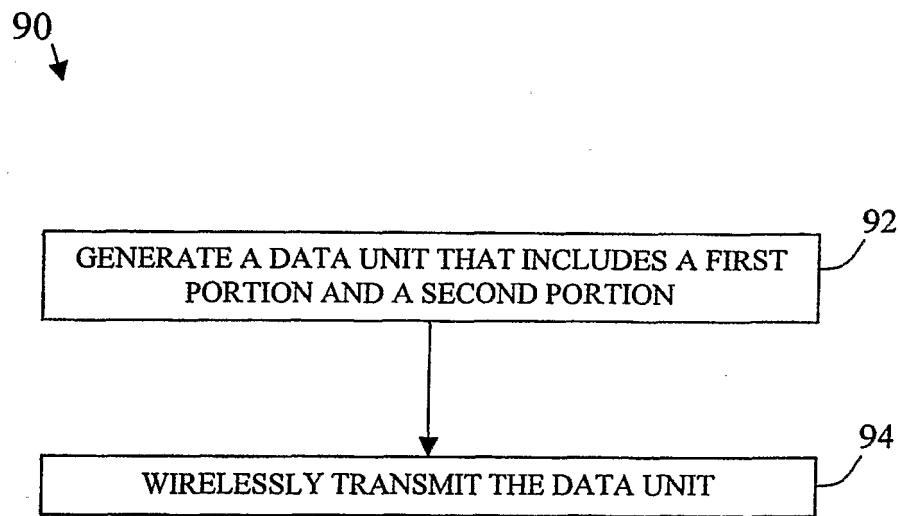 90
92
GENERATE A DATA UNIT THAT INCLUDES A FIRST
PORTION AND A SECOND PORTION
94
WIRELESSLY TRANSMIT THE DATA UNIT